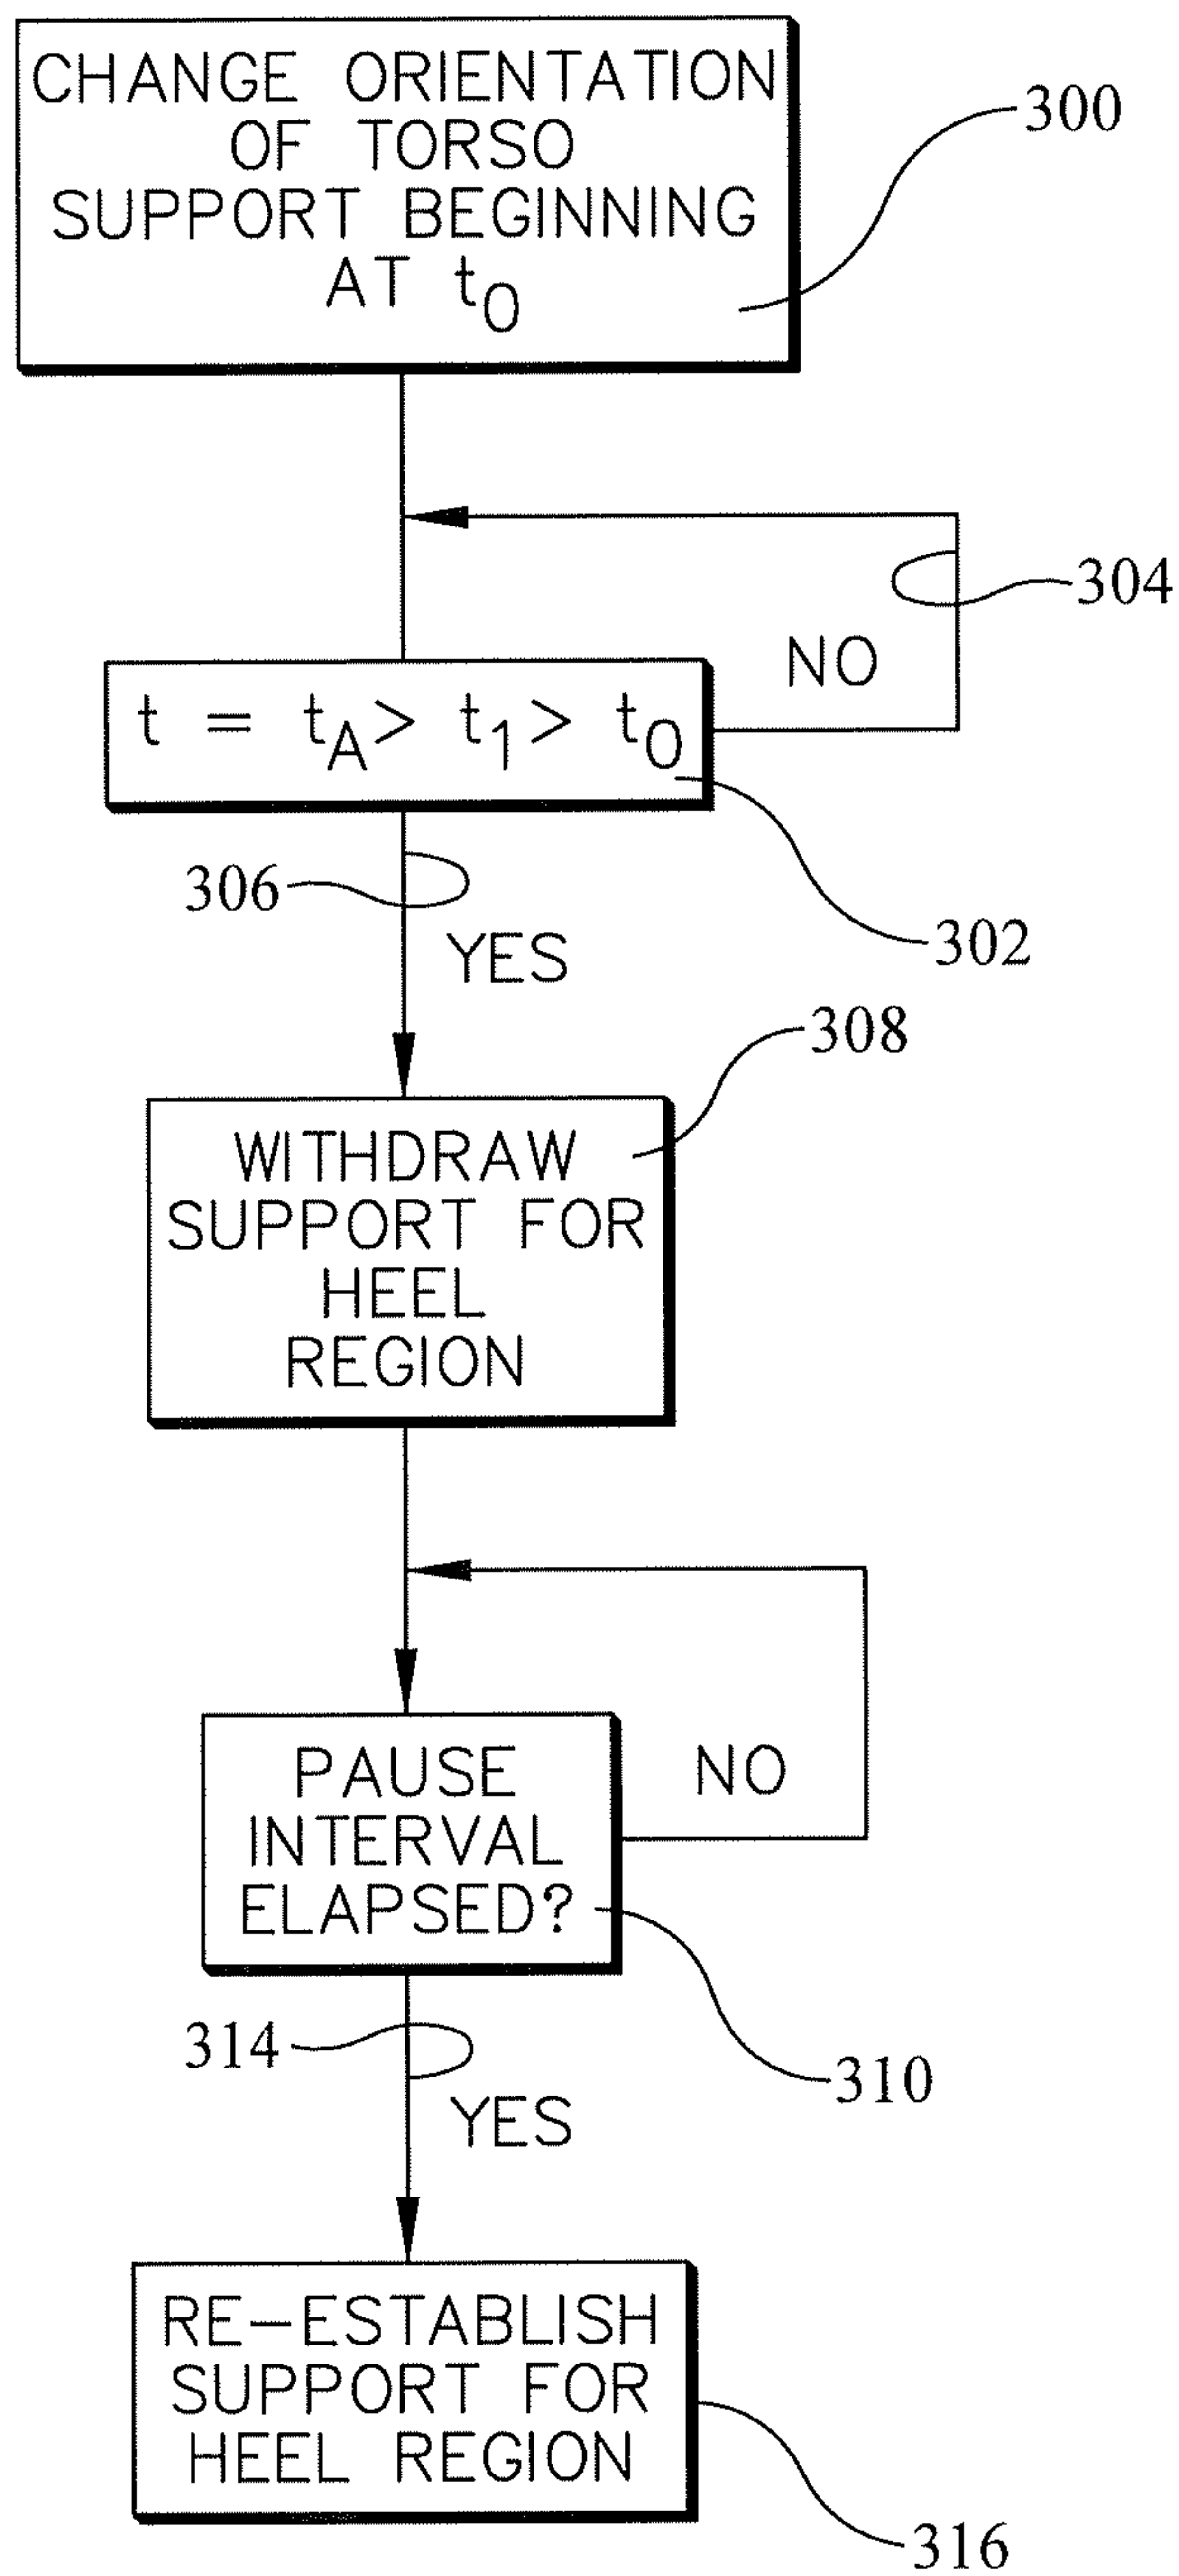 CHANGE ORIENTATION
OF TORSO
SUPPORT BEGINNING
AT t0
300
304
NO
t = tA > t1 > t0
306
YES
302
308
WITHDRAW
SUPPORT FOR
HEEL
REGION
PAUSE
INTERVAL
ELAPSED?
NO
314
310
YES
RE-ESTABLISH
SUPPORT FOR
HEEL REGION
316